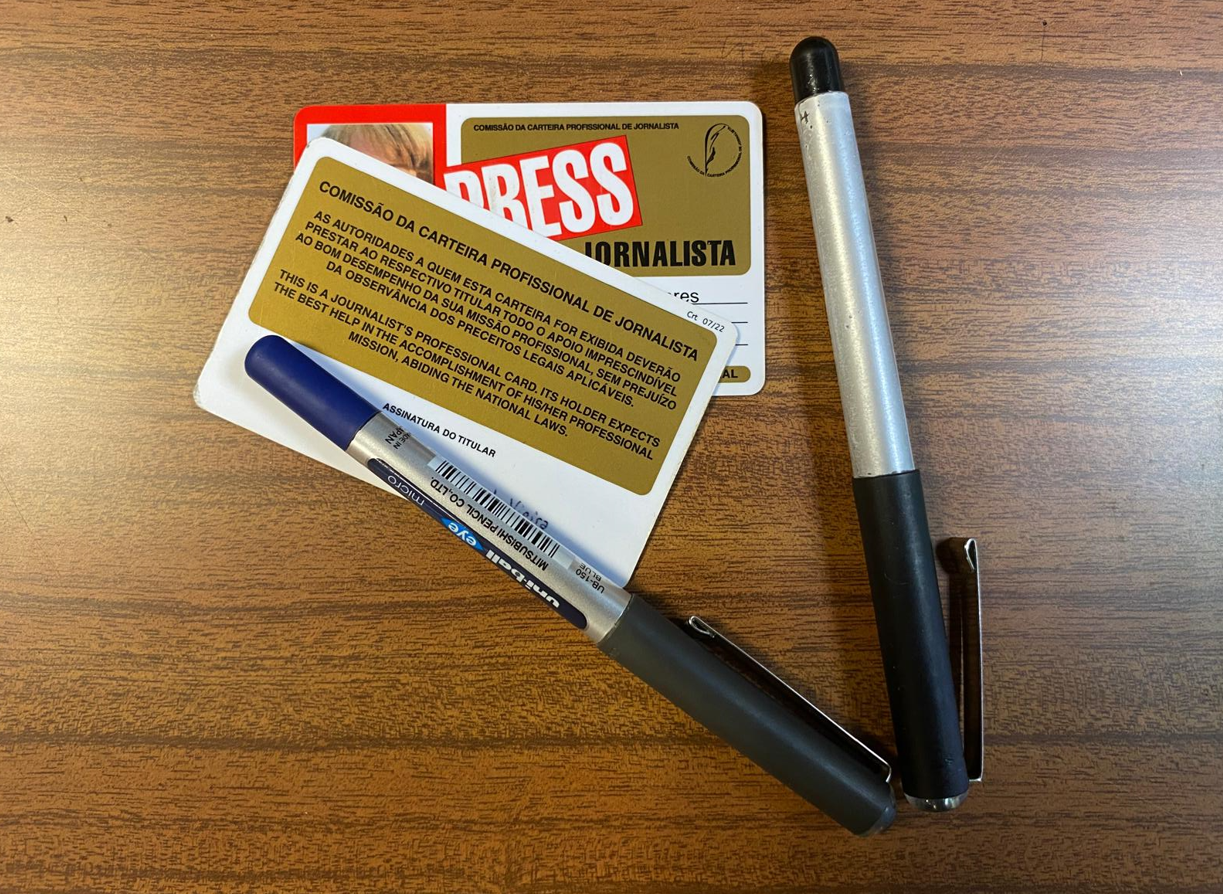 COMISSÃO DA CARTEIRA PROFISSIONAL DE JORNALISTA
PRESS
JORNALISTA
Crt. 07/22
COMISSÃO DA CARTEIRA PROFISSIONAL DE JORNALISTA
AS AUTORIDADES A QUEM ESTA CARTEIRA FOR EXIBIDA DEVERÃO
PRESTAR AO RESPECTIVO TITULAR TODO O APOIO IMPRESCINDÍVEL
AO BOM DESEMPENHO DA SUA MISSÃO PROFISSIONAL, SEM PREJUÍZO
DA OBSERVÂNCIA DOS PRECEITOS LEGAIS APLICÁVEIS.
THIS IS A JOURNALIST'S PROFESSIONAL CARD. ITS HOLDER EXPECTS
THE BEST HELP IN THE ACCOMPLISHMENT OF HIS/HER PROFESSIONAL
MISSION, ABIDING THE NATIONAL LAWS.
ASSINATURA DO TITULAR
UB-150
BLUE
MITSUBISHI PENCIL CO.,LTD.
uni-ball eye micro